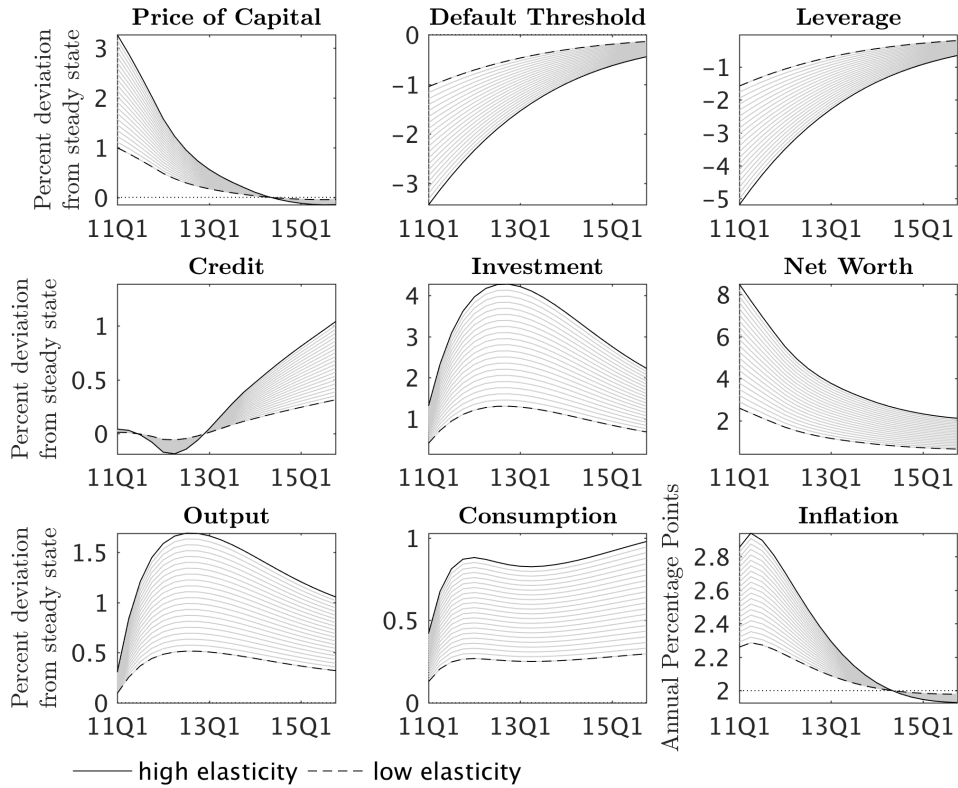 Price of Capital
Default Threshold
Leverage
Percent deviation
from steady state
3
2
1
0
11Q1 13Q1 15Q1
0
−1
−2
−3
11Q1 13Q1 15Q1
−1
−2
−3
−4
−5
11Q1 13Q1 15Q1
Credit
Investment
Net Worth
Percent deviation
from steady state
1
0.5
0
11Q1 13Q1 15Q1
4
3
2
1
11Q1 13Q1 15Q1
8
6
4
2
11Q1 13Q1 15Q1
Output
Consumption
Inflation
Percent deviation
from steady state
1.5
1
0.5
0
11Q1 13Q1 15Q1
1
0.5
0
11Q1 13Q1 15Q1
Annual Percentage Points
2.8
2.6
2.4
2.2
2
11Q1 13Q1 15Q1
high elasticity low elasticity